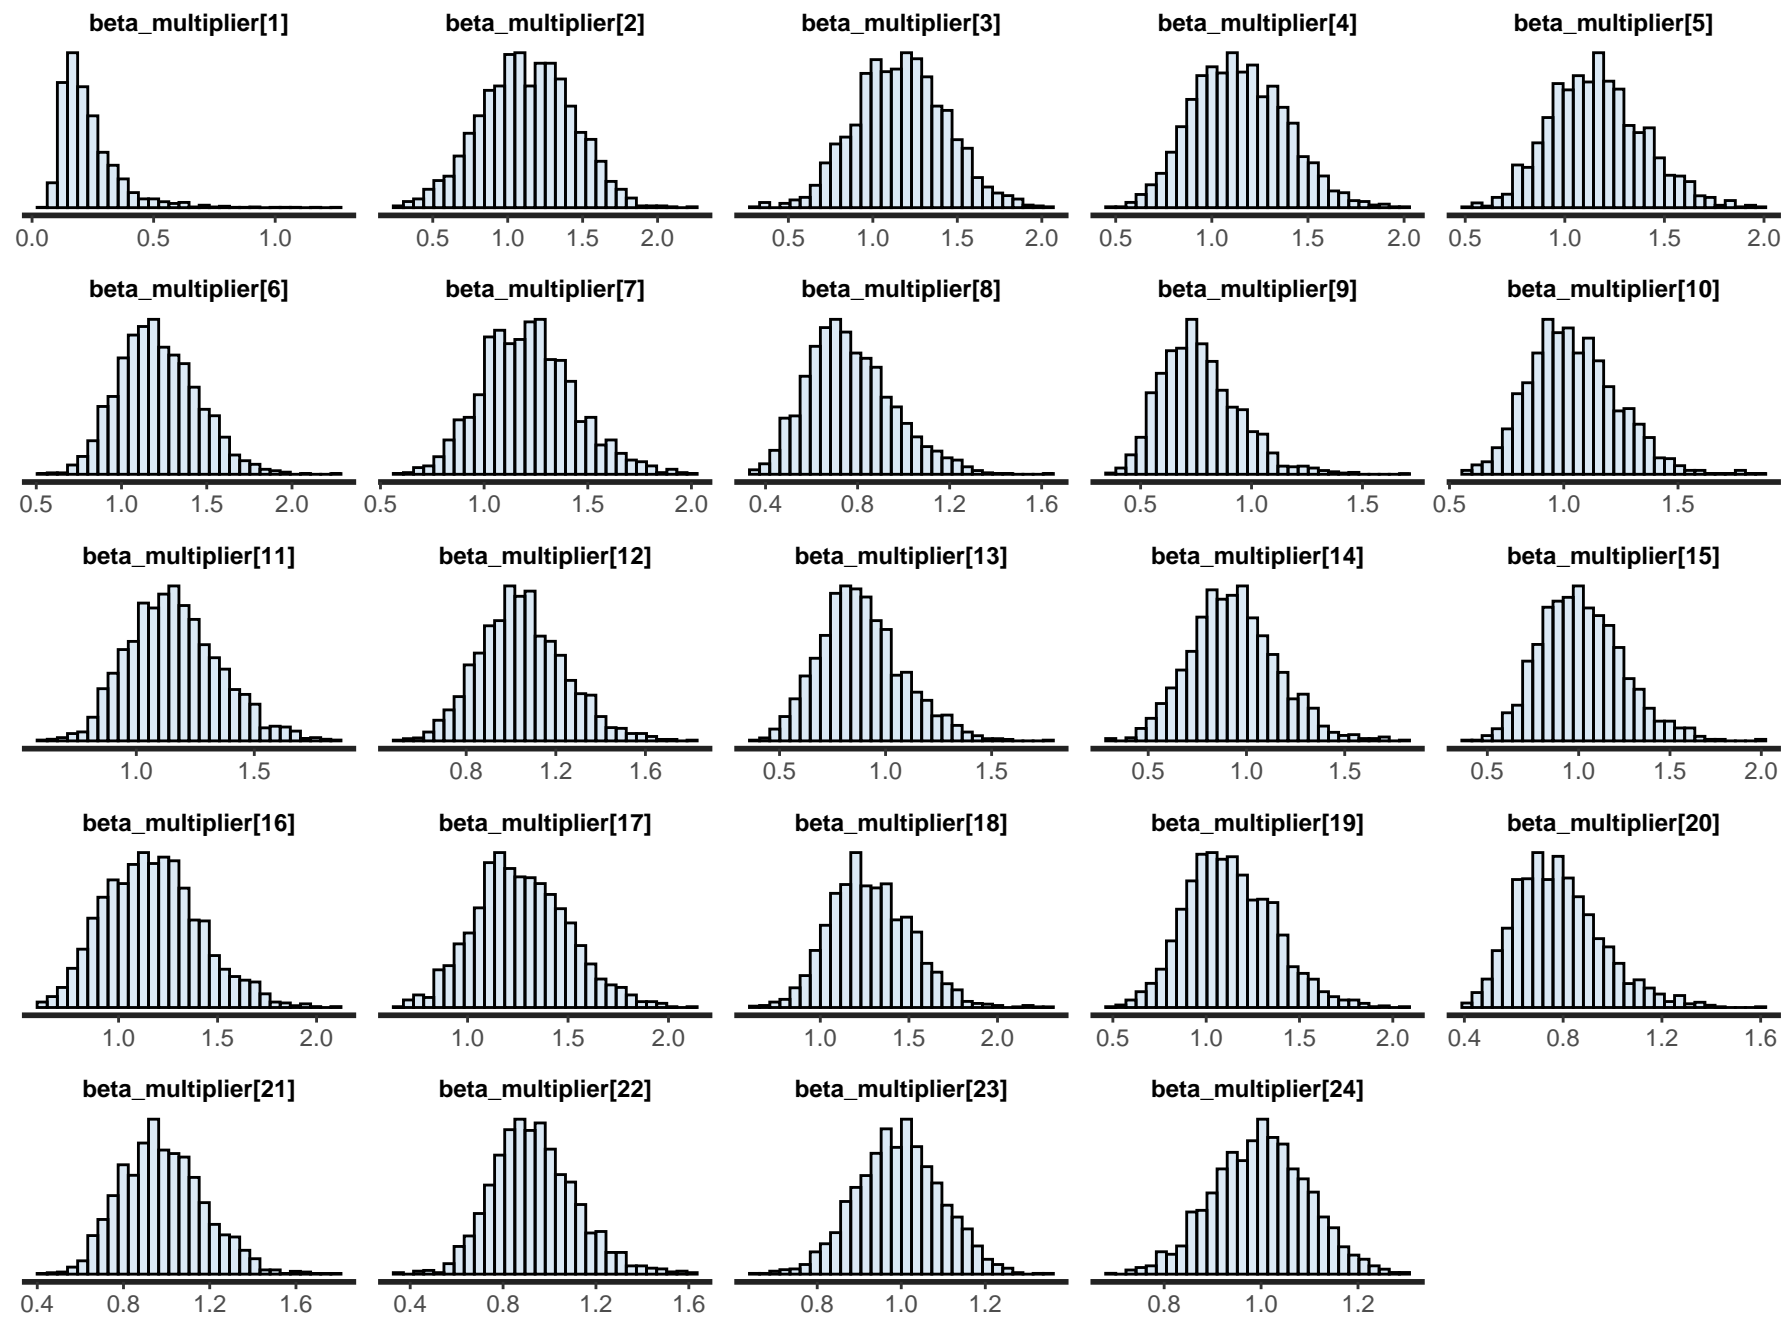 beta_multiplier[1] beta_multiplier[2] beta_multiplier[3] beta_multiplier[4] beta_multiplier[5]
0.0 0.5 1.0 0.5 1.0 1.5 2.0 0.5 1.0 1.5 2.0 0.5 1.0 1.5 2.0 0.5 1.0 1.5 2.0
beta_multiplier[6] beta_multiplier[7] beta_multiplier[8] beta_multiplier[9] beta_multiplier[10]
0.5 1.0 1.5 2.0 0.5 1.0 1.5 2.0 0.4 0.8 1.2 1.6 0.5 1.0 1.5 0.5 1.0 1.5
beta_multiplier[11] beta_multiplier[12] beta_multiplier[13] beta_multiplier[14] beta_multiplier[15]
1.0 1.5 0.8 1.2 1.6 0.5 1.0 1.5 0.5 1.0 1.5 0.5 1.0 1.5 2.0
beta_multiplier[16] beta_multiplier[17] beta_multiplier[18] beta_multiplier[19] beta_multiplier[20]
1.0 1.5 2.0 1.0 1.5 2.0 1.0 1.5 2.0 0.5 1.0 1.5 2.0 0.4 0.8 1.2 1.6
beta_multiplier[21] beta_multiplier[22] beta_multiplier[23] beta_multiplier[24]
0.4 0.8 1.2 1.6 0.4 0.8 1.2 1.6 0.8 1.0 1.2 0.8 1.0 1.2